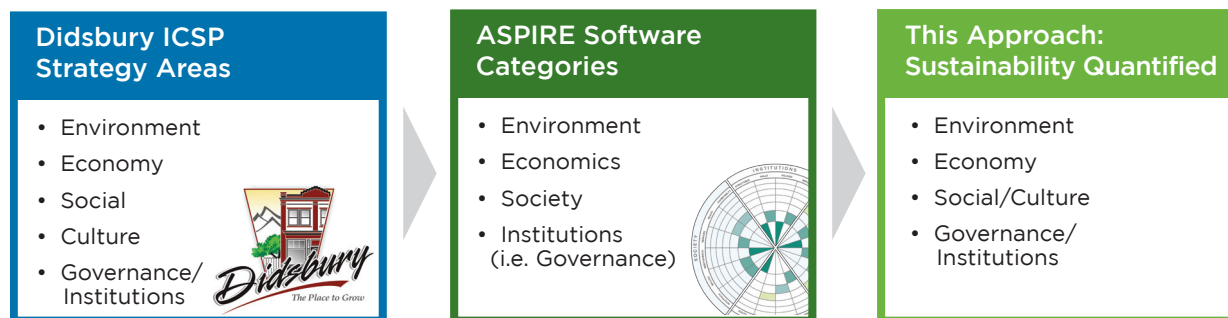 Didsbury ICSP
Strategy Areas
• Environment
• Economy
• Social
• Culture
• Governance/
Institutions
Didsbury
The Place to Grow
ASPIRE Software
Categories
• Environment
• Economics
• Society
• Institutions
(i.e. Governance)
INSTITUTIONS
SOCIETY
This Approach:
Sustainability Quantified
• Environment
• Economy
• Social/Culture
• Governance/
Institutions